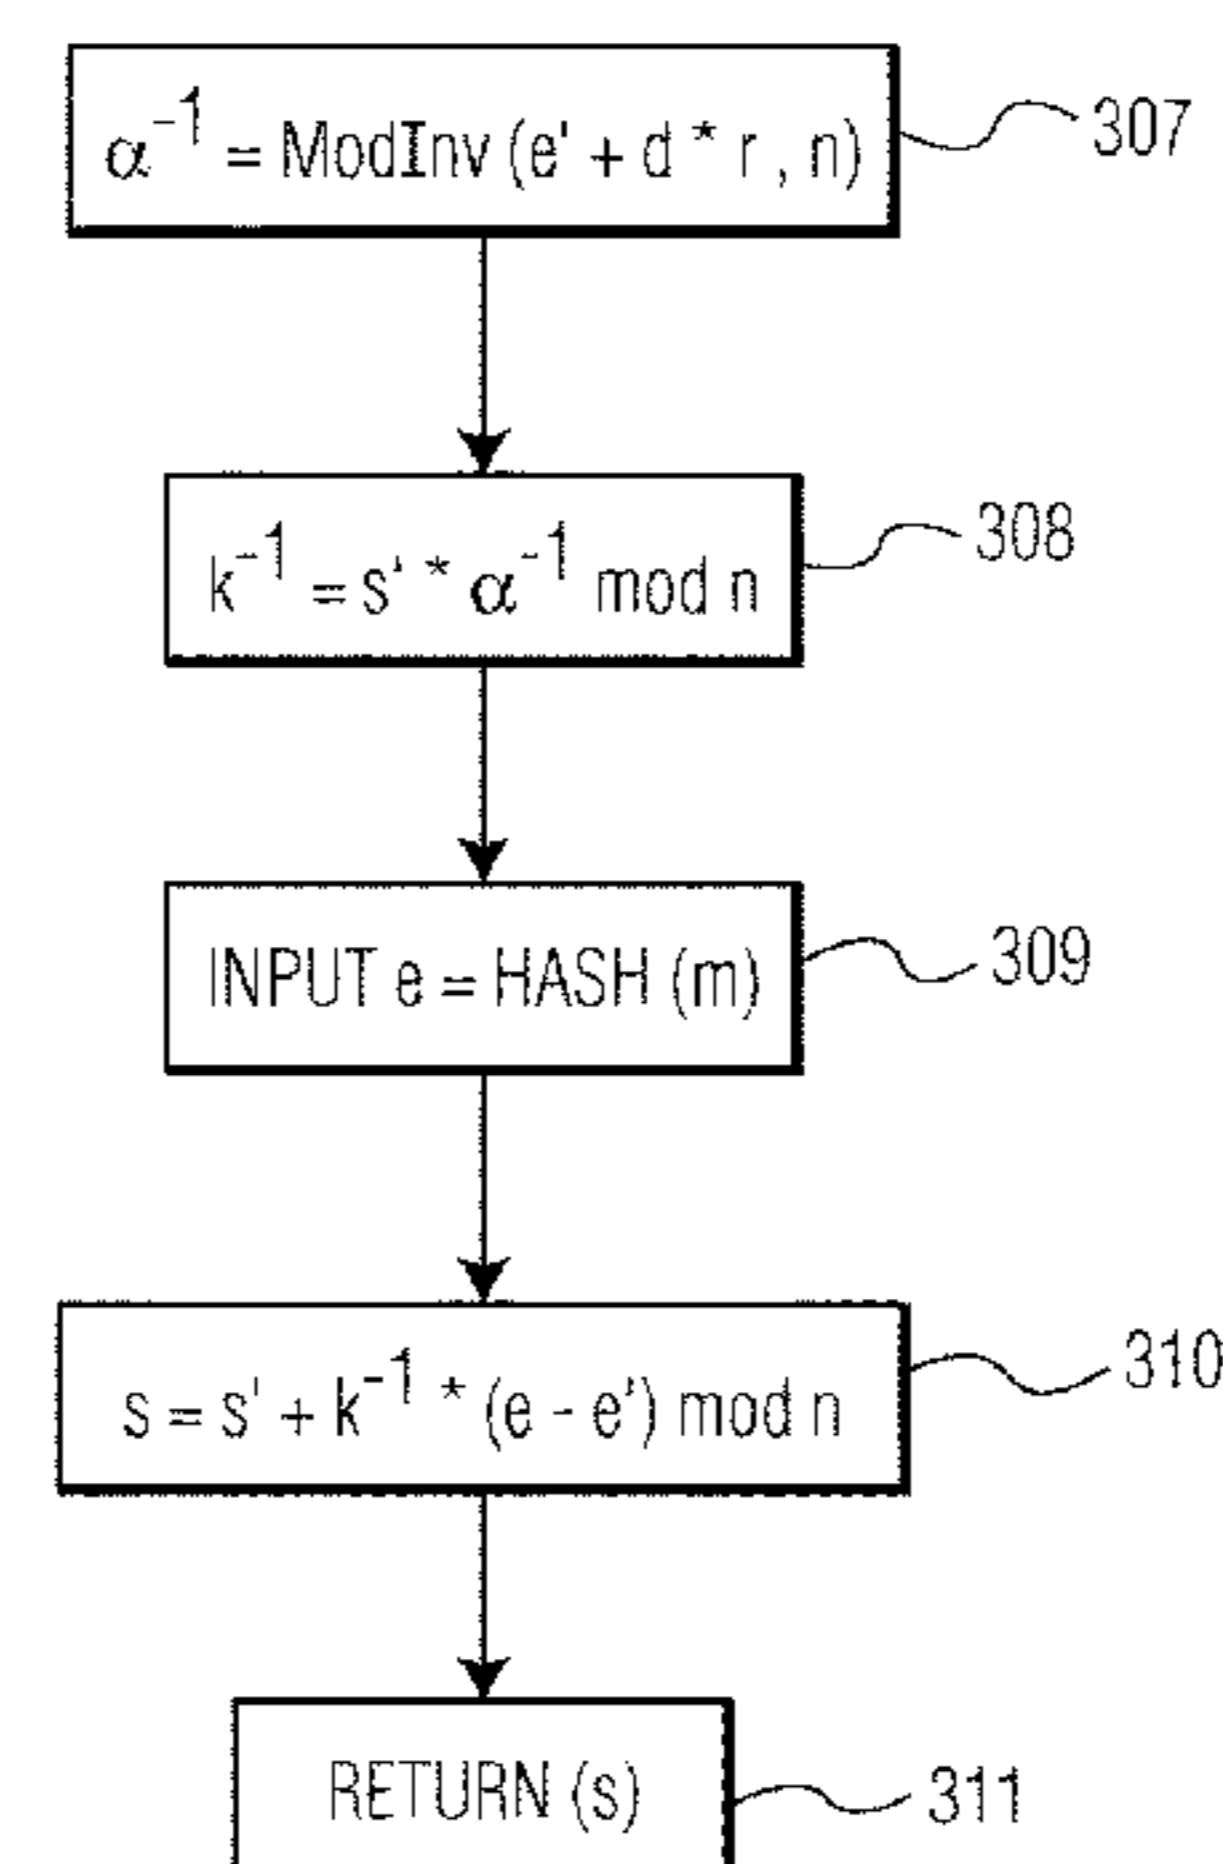 α⁻¹ = ModInv (e' + d * r , n)
307
k⁻¹ = s' * α⁻¹ mod n
308
INPUT e = HASH (m)
309
s = s' + k⁻¹ * (e - e') mod n
310
RETURN (s)
311